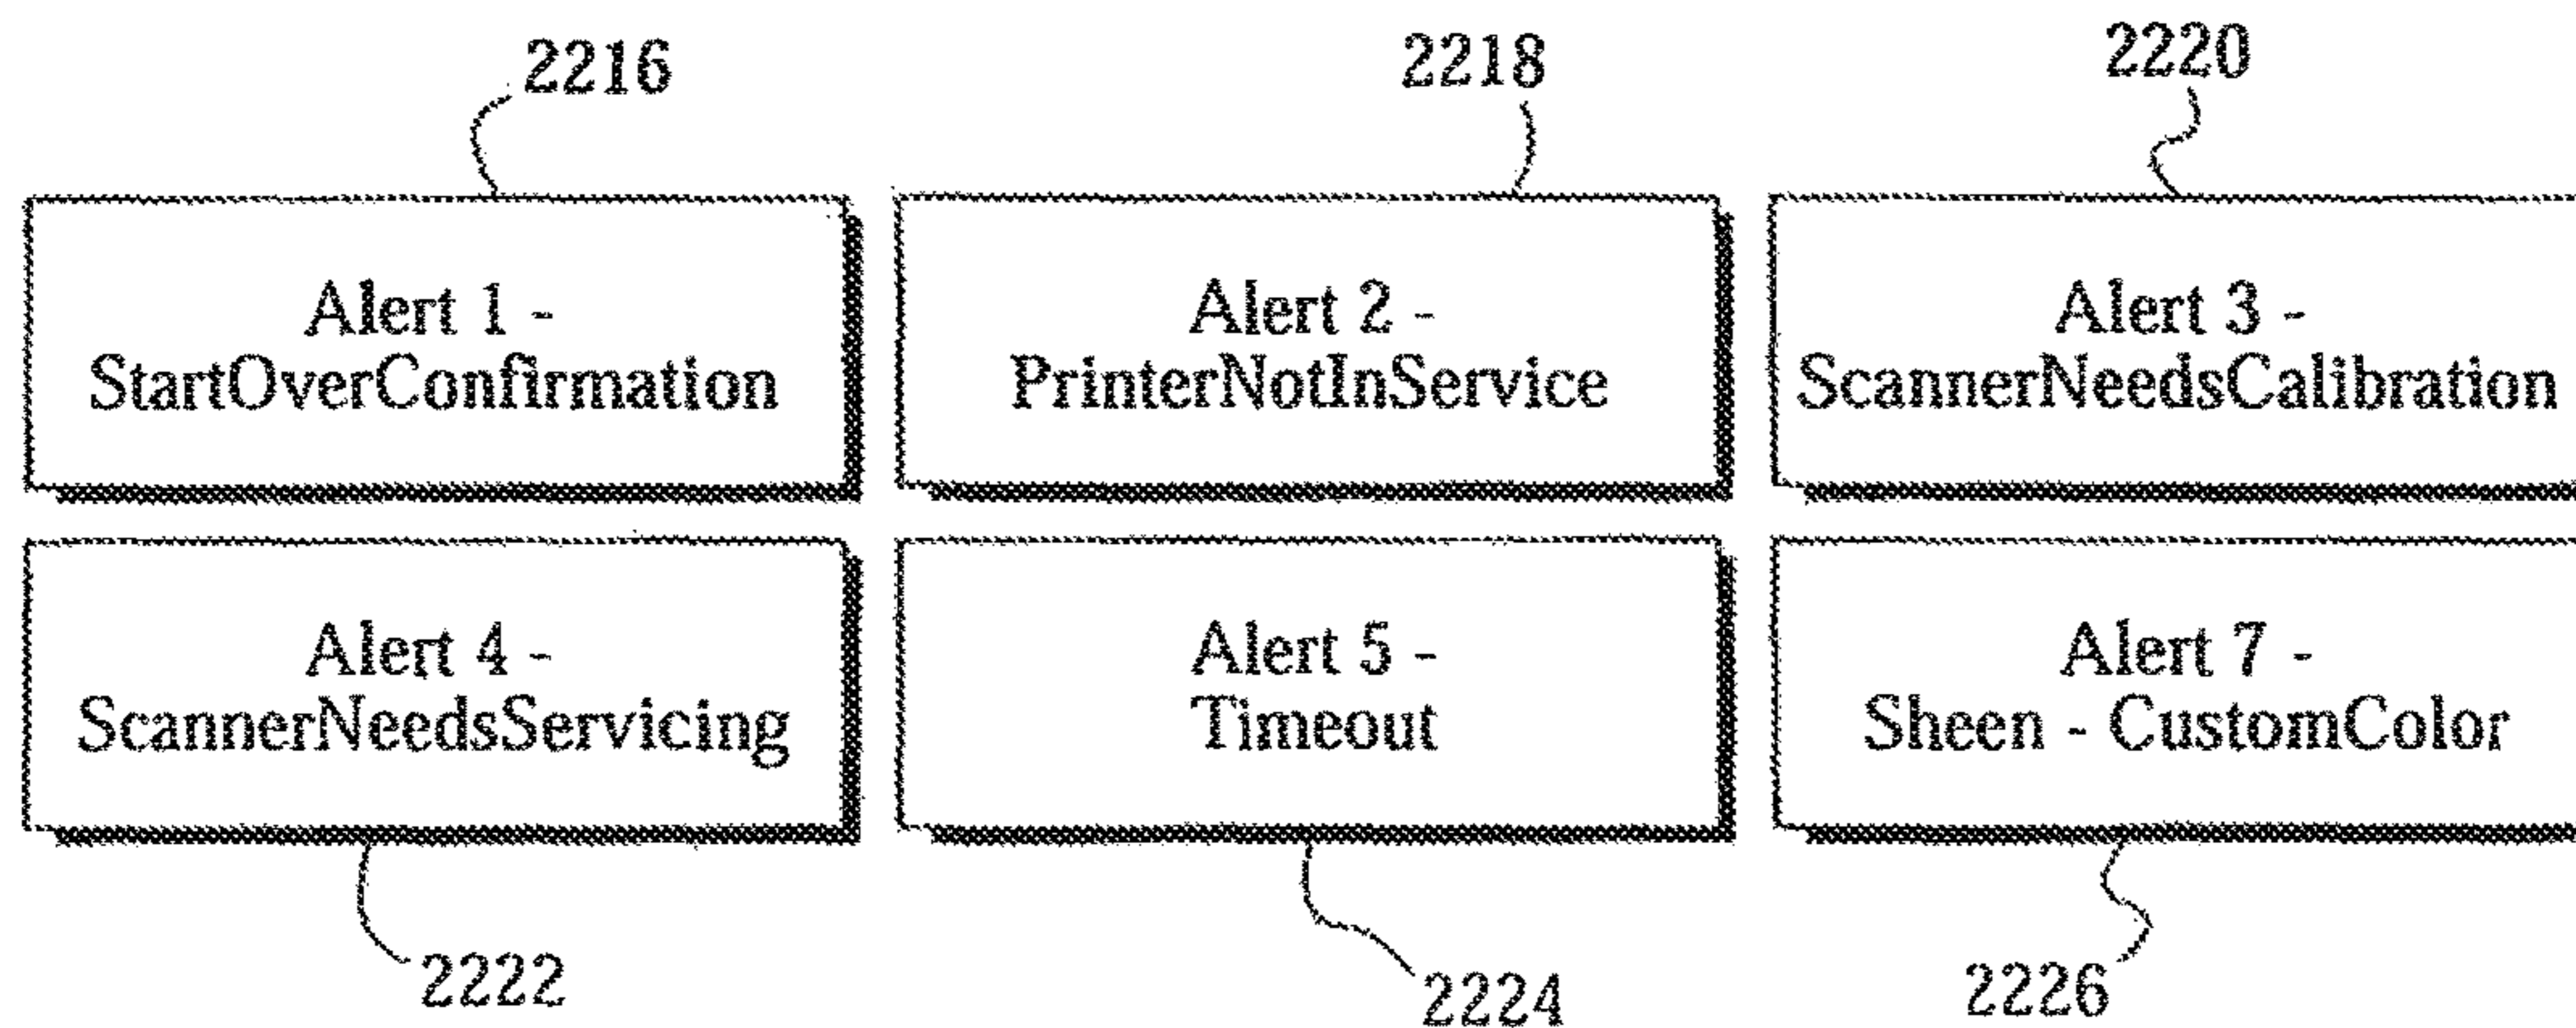 2216
2218
2220
Alert 1 -
StartOverConfirmation
Alert 2 -
PrinterNotInService
Alert 3 -
ScannerNeedsCalibration
Alert 4 -
ScannerNeedsServicing
Alert 5 -
Timeout
Alert 7 -
Sheen - CustomColor
2222
2224
2226